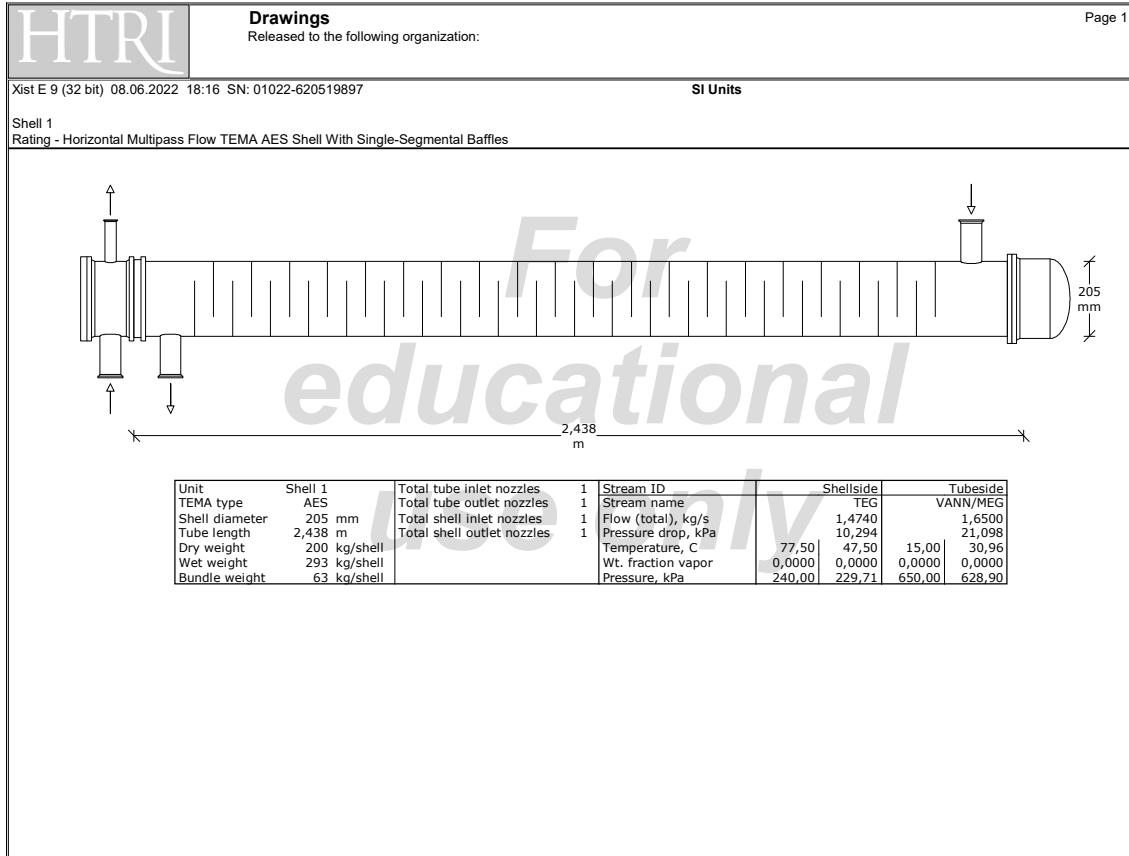 HTRI
Drawings
Page 1
Released to the following organization:
Xist E 9 (32 bit) 08.06.2022 18:16 SN: 01022-620519897 SI Units
Shell 1
Rating - Horizontal Multipass Flow TEMA AES Shell With Single-Segmental Baffles
For
educational
use only
205
mm
2,438
m
Unit Shell 1 Total tube inlet nozzles 1 Stream ID Shellside Tubeside
TEMA type AES Total tube outlet nozzles 1 Stream name TEG VANN/MEG
Shell diameter 205 mm Total shell inlet nozzles 1 Flow (total), kg/s 1,4740 1,6500
Tube length 2,438 m Total shell outlet nozzles 1 Pressure drop, kPa 10,294 21,098
Dry weight 200 kg/shell Temperature, C 77,50 47,50 15,00 30,96
Wet weight 293 kg/shell Wt. fraction vapor 0,0000 0,0000 0,0000 0,0000
Bundle weight 63 kg/shell Pressure, kPa 240,00 229,71 650,00 628,90